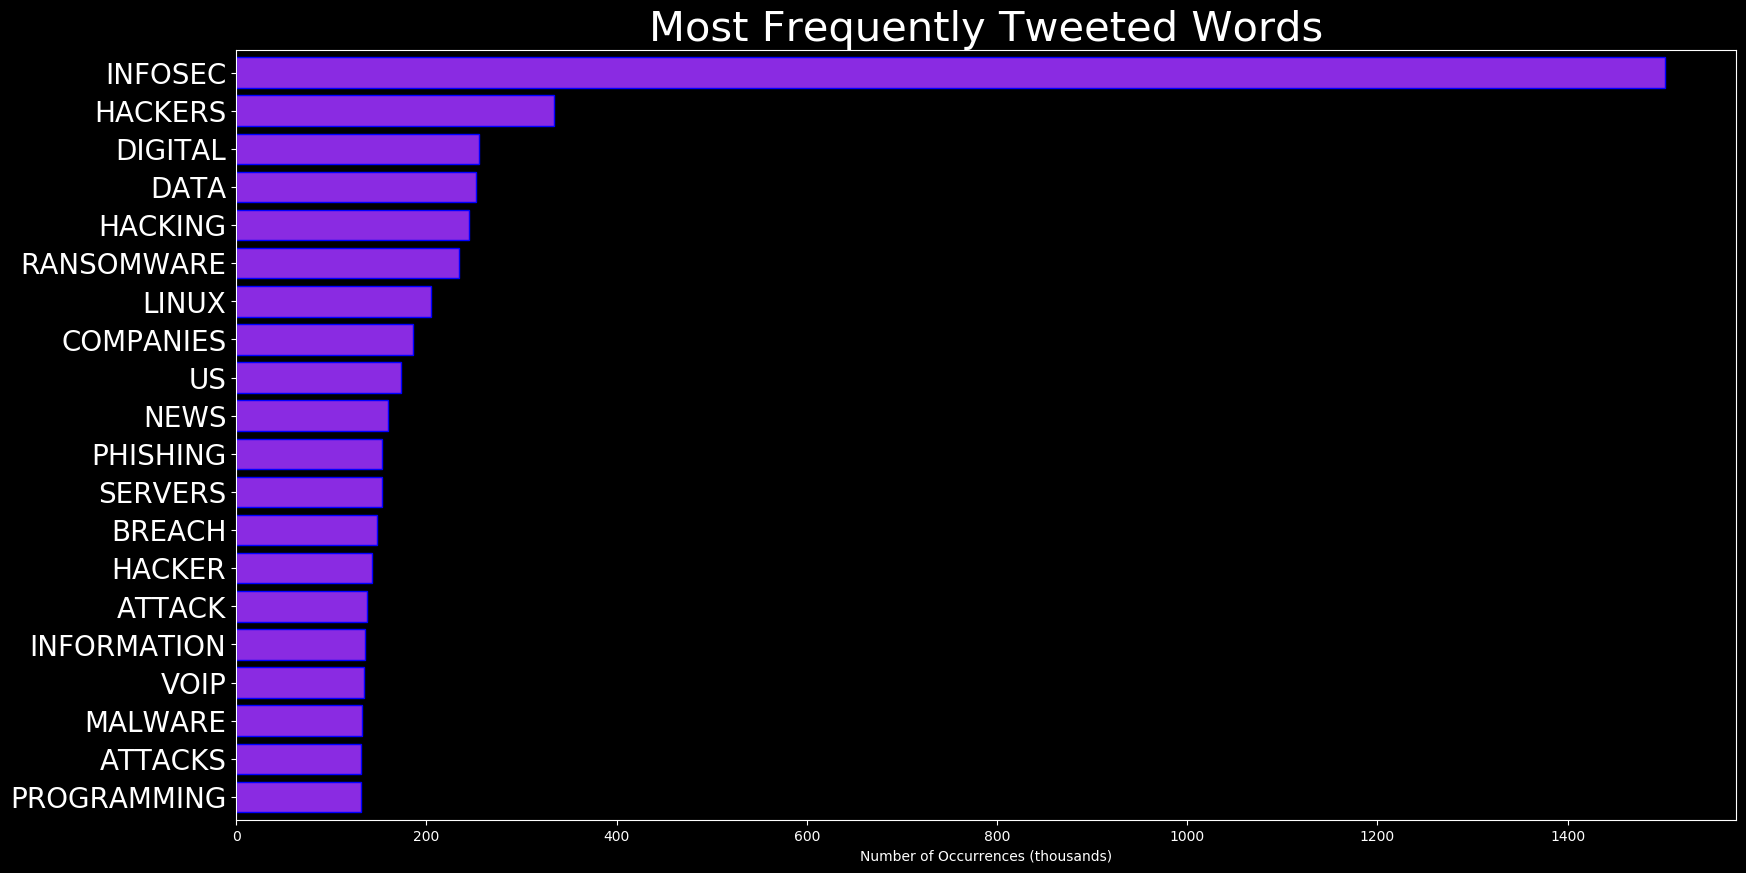 Most Frequently Tweeted Words
INFOSEC
HACKERS
DIGITAL
DATA
HACKING
RANSOMWARE
LINUX
COMPANIES
US
NEWS
PHISHING
SERVERS
BREACH
HACKER
ATTACK
INFORMATION
VOIP
MALWARE
ATTACKS
PROGRAMMING
0 200 400 600 800 1000 1200 1400
Number of Occurrences (thousands)